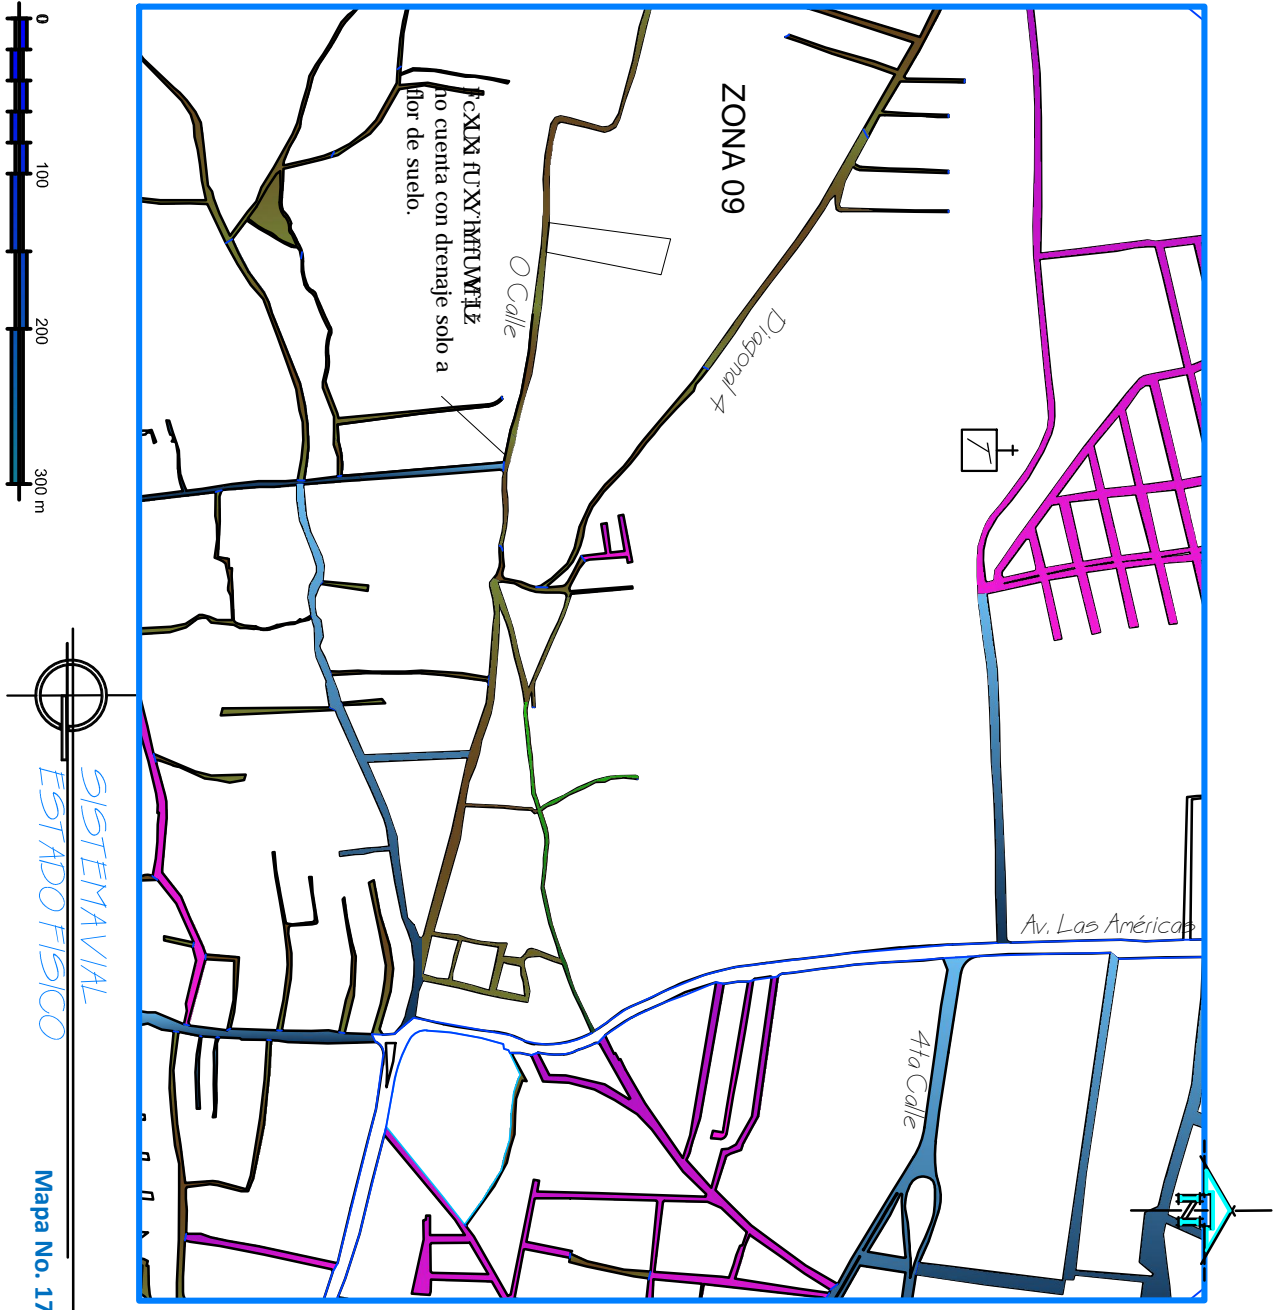 ZONA 09
no cuenta con drenaje solo a
flor de suelo.
0 Calle
Diagonal 4
T
Av. Las Américas
4ta Calle
N
0
100
200
300 m
SISTEMA VIAL
ESTADO FISICO
Mapa No. 17